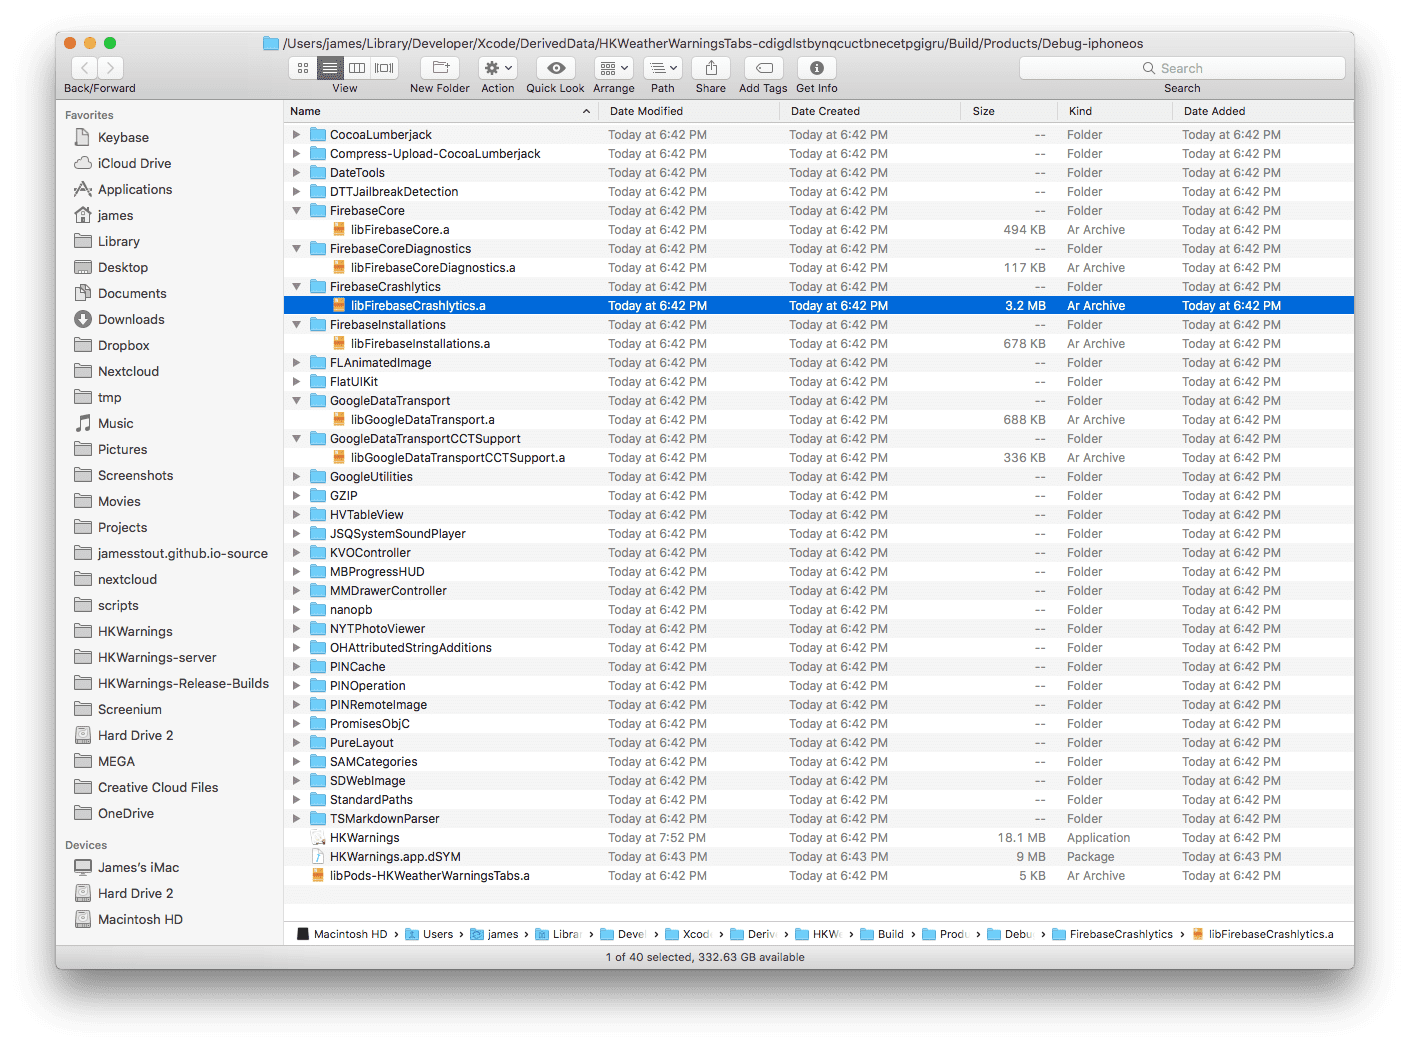 /Users/james/Library/Developer/Xcode/DerivedData/HKWeatherWarningsTabs-cdigdlstbynqcuctbnecetpgigru/Build/Products/Debug-iphoneos
Search
Back/Forward View New Folder Action Quick Look Arrange Path Share Add Tags Get Info Search
Favorites
Keybase
iCloud Drive
Applications
james
Library
Desktop
Documents
Downloads
Dropbox
Nextcloud
tmp
Music
Pictures
Screenshots
Movies
Projects
jamesstout.github.io-source
nextcloud
scripts
HKWarnings
HKWarnings-server
HKWarnings-Release-Builds
Screenium
Hard Drive 2
MEGA
Creative Cloud Files
OneDrive
Devices
James's iMac
Hard Drive 2
Macintosh HD
Name Date Modified Date Created Size Kind Date Added
CocoaLumberjack Today at 6:42 PM Today at 6:42 PM -- Folder Today at 6:42 PM
Compress-Upload-CocoaLumberjack Today at 6:42 PM Today at 6:42 PM -- Folder Today at 6:42 PM
DateTools Today at 6:42 PM Today at 6:42 PM -- Folder Today at 6:42 PM
DTTJailbreakDetection Today at 6:42 PM Today at 6:42 PM -- Folder Today at 6:42 PM
FirebaseCore Today at 6:42 PM Today at 6:42 PM -- Folder Today at 6:42 PM
libFirebaseCore.a Today at 6:42 PM Today at 6:42 PM 494 KB Ar Archive Today at 6:42 PM
FirebaseCoreDiagnostics Today at 6:42 PM Today at 6:42 PM -- Folder Today at 6:42 PM
libFirebaseCoreDiagnostics.a Today at 6:42 PM Today at 6:42 PM 117 KB Ar Archive Today at 6:42 PM
FirebaseCrashlytics Today at 6:42 PM Today at 6:42 PM -- Folder Today at 6:42 PM
libFirebaseCrashlytics.a Today at 6:42 PM Today at 6:42 PM 3.2 MB Ar Archive Today at 6:42 PM
FirebaseInstallations Today at 6:42 PM Today at 6:42 PM -- Folder Today at 6:42 PM
libFirebaseInstallations.a Today at 6:42 PM Today at 6:42 PM 678 KB Ar Archive Today at 6:42 PM
FLAnimatedImage Today at 6:42 PM Today at 6:42 PM -- Folder Today at 6:42 PM
FlatUIKit Today at 6:42 PM Today at 6:42 PM -- Folder Today at 6:42 PM
GoogleDataTransport Today at 6:42 PM Today at 6:42 PM -- Folder Today at 6:42 PM
libGoogleDataTransport.a Today at 6:42 PM Today at 6:42 PM 688 KB Ar Archive Today at 6:42 PM
GoogleDataTransportCCTSupport Today at 6:42 PM Today at 6:42 PM -- Folder Today at 6:42 PM
libGoogleDataTransportCCTSupport.a Today at 6:42 PM Today at 6:42 PM 336 KB Ar Archive Today at 6:42 PM
GoogleUtilities Today at 6:42 PM Today at 6:42 PM -- Folder Today at 6:42 PM
GZIP Today at 6:42 PM Today at 6:42 PM -- Folder Today at 6:42 PM
HVTableView Today at 6:42 PM Today at 6:42 PM -- Folder Today at 6:42 PM
JSQSystemSoundPlayer Today at 6:42 PM Today at 6:42 PM -- Folder Today at 6:42 PM
KVOController Today at 6:42 PM Today at 6:42 PM -- Folder Today at 6:42 PM
MBProgressHUD Today at 6:42 PM Today at 6:42 PM -- Folder Today at 6:42 PM
MMDrawerController Today at 6:42 PM Today at 6:42 PM -- Folder Today at 6:42 PM
nanopb Today at 6:42 PM Today at 6:42 PM -- Folder Today at 6:42 PM
NYTPhotoViewer Today at 6:42 PM Today at 6:42 PM -- Folder Today at 6:42 PM
OHAttributedStringAdditions Today at 6:42 PM Today at 6:42 PM -- Folder Today at 6:42 PM
PINCache Today at 6:42 PM Today at 6:42 PM -- Folder Today at 6:42 PM
PINOperation Today at 6:42 PM Today at 6:42 PM -- Folder Today at 6:42 PM
PINRemoteImage Today at 6:42 PM Today at 6:42 PM -- Folder Today at 6:42 PM
PromisesObjC Today at 6:42 PM Today at 6:42 PM -- Folder Today at 6:42 PM
PureLayout Today at 6:42 PM Today at 6:42 PM -- Folder Today at 6:42 PM
SAMCategories Today at 6:42 PM Today at 6:42 PM -- Folder Today at 6:42 PM
SDWebImage Today at 6:42 PM Today at 6:42 PM -- Folder Today at 6:42 PM
StandardPaths Today at 6:42 PM Today at 6:42 PM -- Folder Today at 6:42 PM
TSMarkdownParser Today at 6:42 PM Today at 6:42 PM -- Folder Today at 6:42 PM
HKWarnings Today at 7:52 PM Today at 6:42 PM 18.1 MB Application Today at 6:42 PM
HKWarnings.app.dSYM Today at 6:43 PM Today at 6:43 PM 9 MB Package Today at 6:43 PM
libPods-HKWeatherWarningsTabs.a Today at 6:42 PM Today at 6:42 PM 5 KB Ar Archive Today at 6:42 PM
Macintosh HD › Users › james › Librar › Devel › Xcode › Deriv › HKWe › Build › Produ › Debu › FirebaseCrashlytics › libFirebaseCrashlytics.a
1 of 40 selected, 332.63 GB available